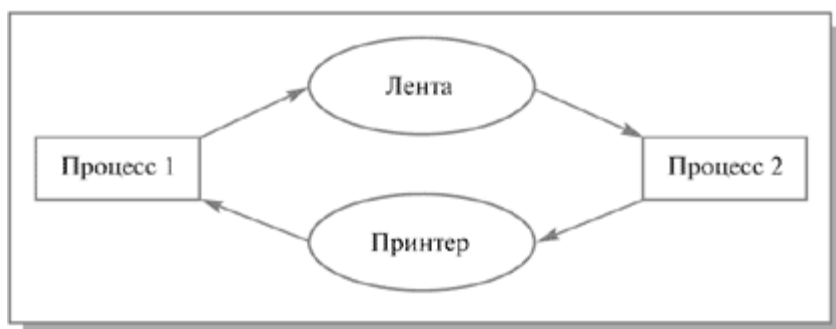 Лента
Процесс 1
Процесс 2
Принтер